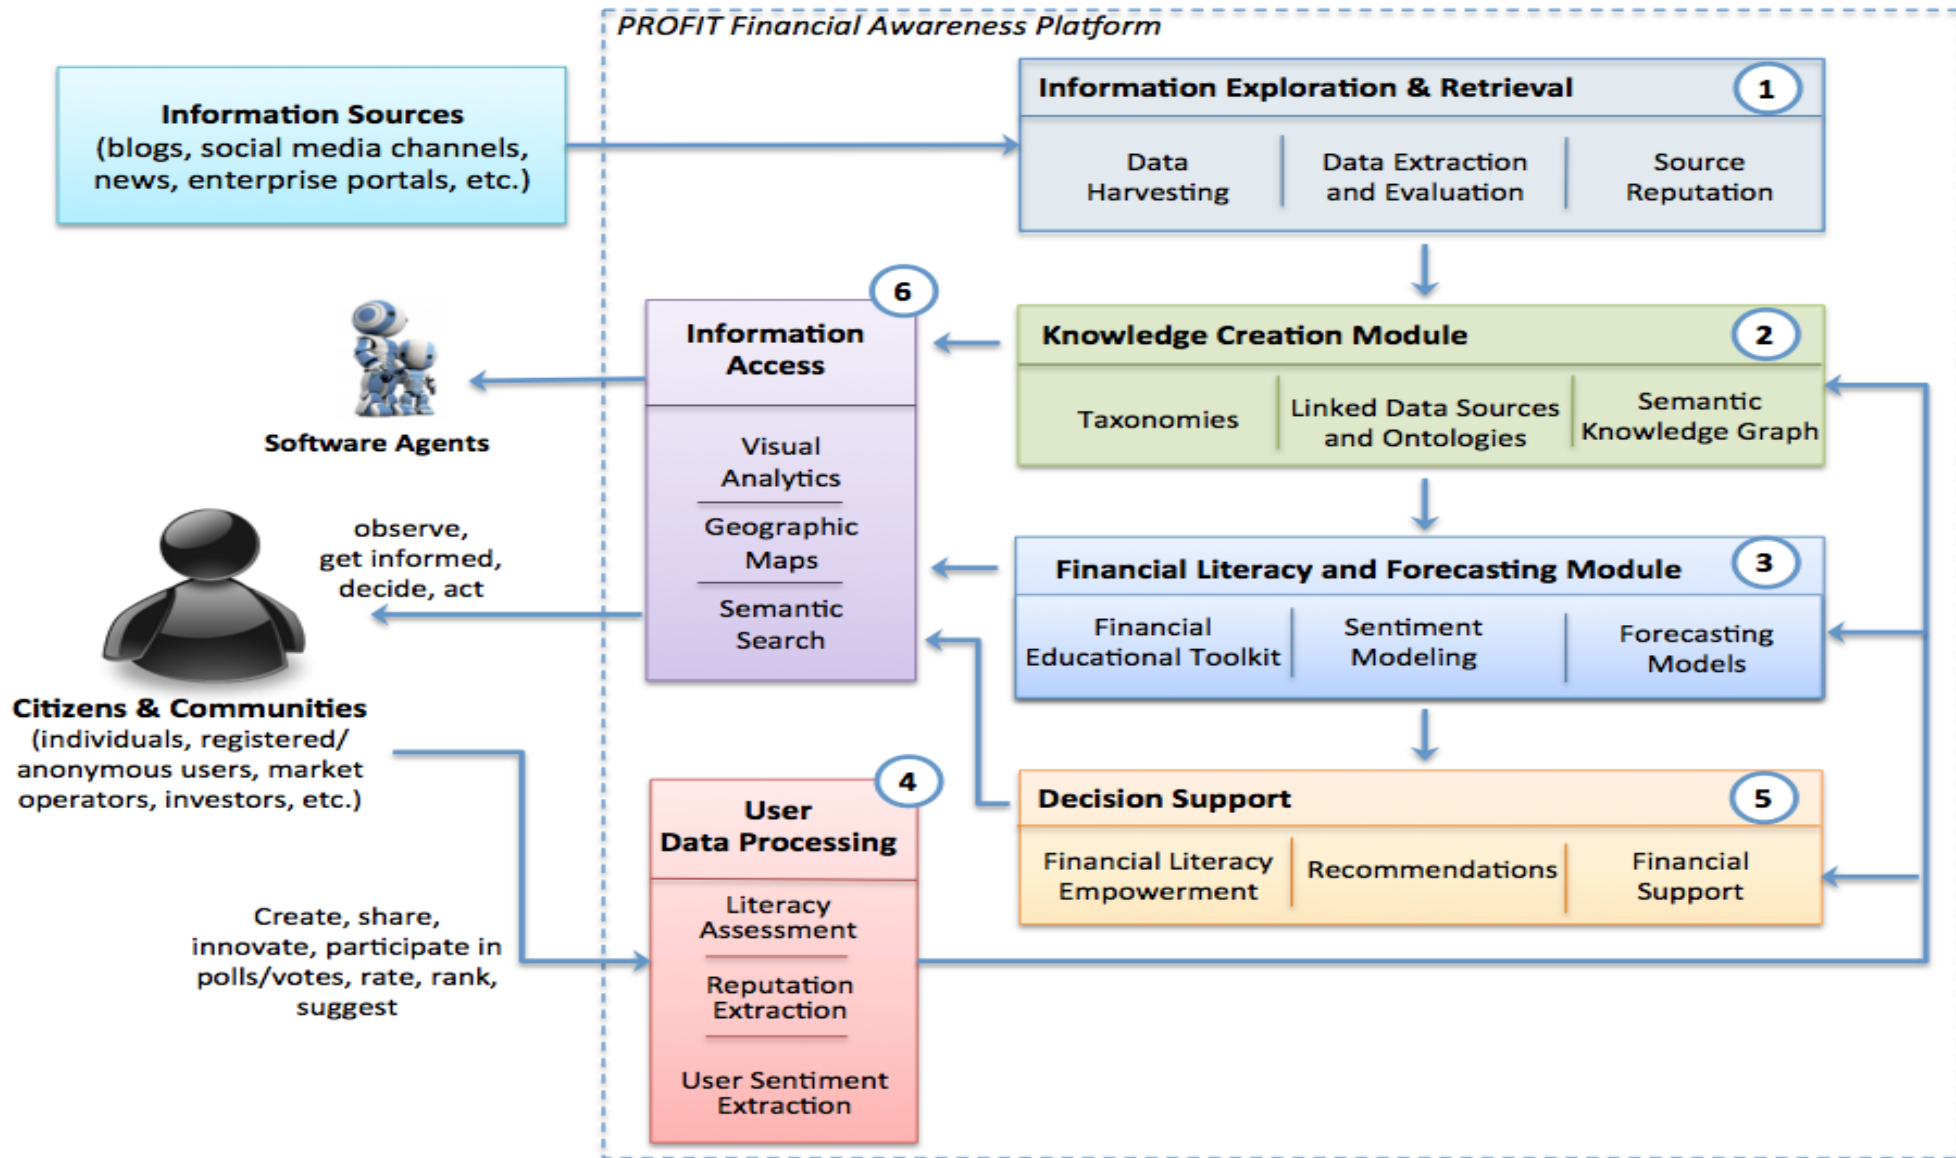 PROFIT Financial Awareness Platform
Information Sources
(blogs, social media channels,
news, enterprise portals, etc.)
Information Exploration & Retrieval
1
Data
Harvesting
Data Extraction
and Evaluation
Source
Reputation
6
Information
Access
Visual
Analytics
Geographic
Maps
Semantic
Search
Knowledge Creation Module
2
Taxonomies
Linked Data Sources
and Ontologies
Semantic
Knowledge Graph
Software Agents
observe,
get informed,
decide, act
Financial Literacy and Forecasting Module
3
Financial
Educational Toolkit
Sentiment
Modeling
Forecasting
Models
Citizens & Communities
(individuals, registered/
anonymous users, market
operators, investors, etc.)
4
User
Data Processing
Literacy
Assessment
Reputation
Extraction
User Sentiment
Extraction
Decision Support
5
Financial Literacy
Empowerment
Recommendations
Financial
Support
Create, share,
innovate, participate in
polls/votes, rate, rank,
suggest